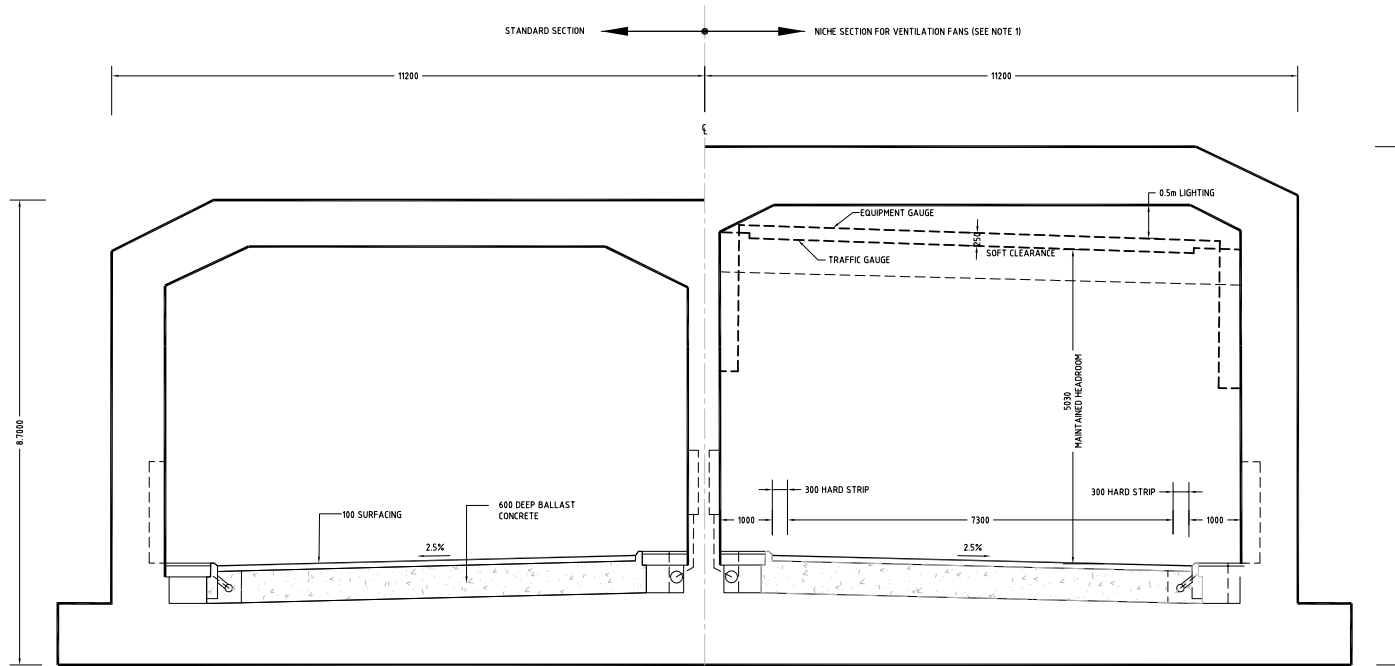 STANDARD SECTION
NICHE SECTION FOR VENTILATION FANS (SEE NOTE 1)
11200
11200
℄
0.5m LIGHTING
EQUIPMENT GAUGE
250
SOFT CLEARANCE
TRAFFIC GAUGE
8.7000
5030
MAINTAINED HEADROOM
300 HARD STRIP
300 HARD STRIP
600 DEEP BALLAST
CONCRETE
100 SURFACING
1000
7300
1000
2.5%
2.5%